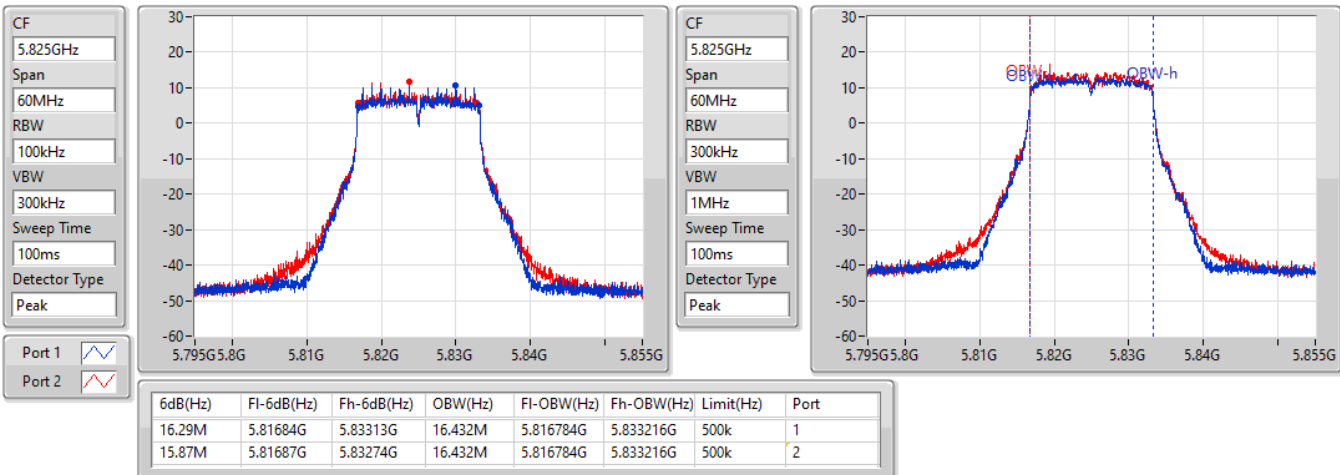 CF
5.825GHz
Span
60MHz
RBW
100kHz
VBW
300kHz
Sweep Time
100ms
Detector Type
Peak
Port 1
Port 2
30
20
10
0
-10
-20
-30
-40
-50
-60
5.795G 5.8G 5.81G 5.82G 5.83G 5.84G 5.855G
CF
5.825GHz
Span
60MHz
RBW
300kHz
VBW
1MHz
Sweep Time
100ms
Detector Type
Peak
30
20
10
0
-10
-20
-30
-40
-50
-60
OBW-h
5.795G 5.8G 5.81G 5.82G 5.83G 5.84G 5.855G
6dB(Hz) Fl-6dB(Hz) Fh-6dB(Hz) OBW(Hz) Fl-OBW(Hz) Fh-OBW(Hz) Limit(Hz) Port
16.29M 5.81684G 5.83313G 16.432M 5.816784G 5.833216G 500k 1
15.87M 5.81687G 5.83274G 16.432M 5.816784G 5.833216G 500k 2